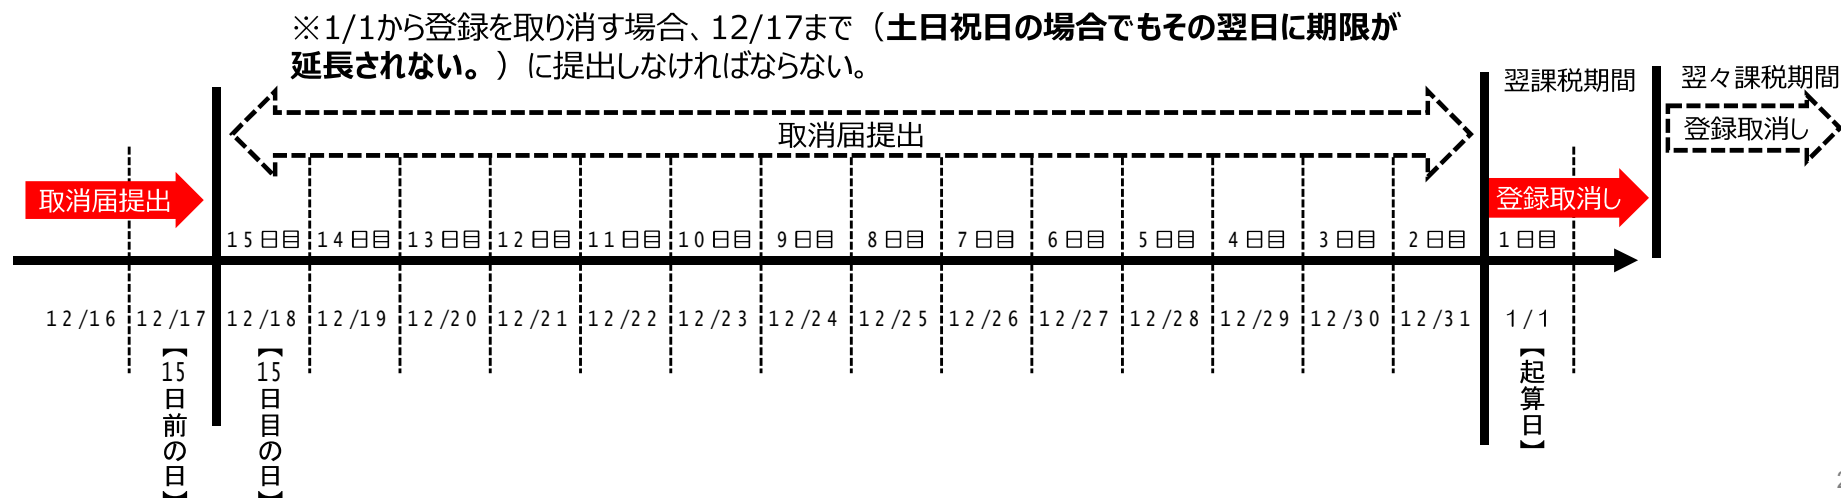 ※1/1から登録を取り消す場合、12/17まで（土日祝日の場合でもその翌日に期限が
延長されない。）に提出しなければならない。
翌課税期間
翌々課税期間
取消届提出
登録取消し
取消届提出
登録取消し
15日目 14日目 13日目 12日目 11日目 10日目 9日目 8日目 7日目 6日目 5日目 4日目 3日目 2日目 1日目
12/16 12/17 12/18 12/19 12/20 12/21 12/22 12/23 12/24 12/25 12/26 12/27 12/28 12/29 12/30 12/31 1/1
【15日前の日】
【15日目の日】
【起算日】